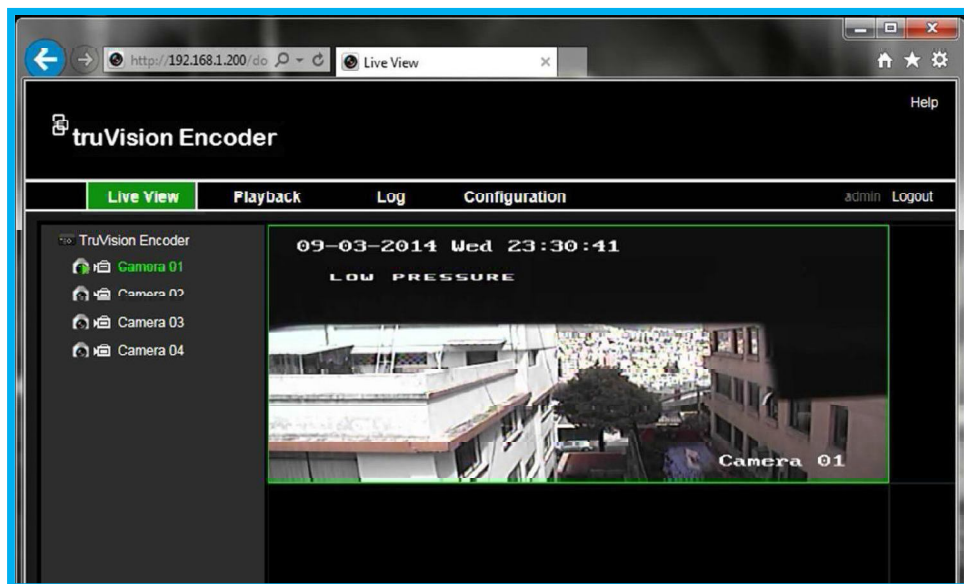 http://192.168.1.200/do
Live View
Help
truVision Encoder
Live View Playback Log Configuration admin Logout
TruVision Encoder
Camera 01
Camera 02
Camera 03
Camera 04
09-03-2014 Wed 23:30:41
LOW PRESSURE
Camera 01